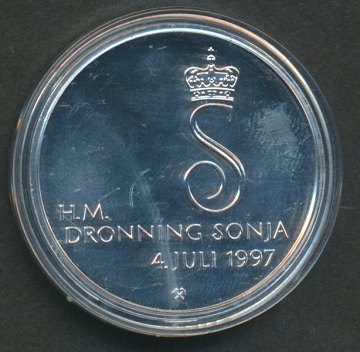 S
H.M.
DRONNING SONJA
4 JULI 1997